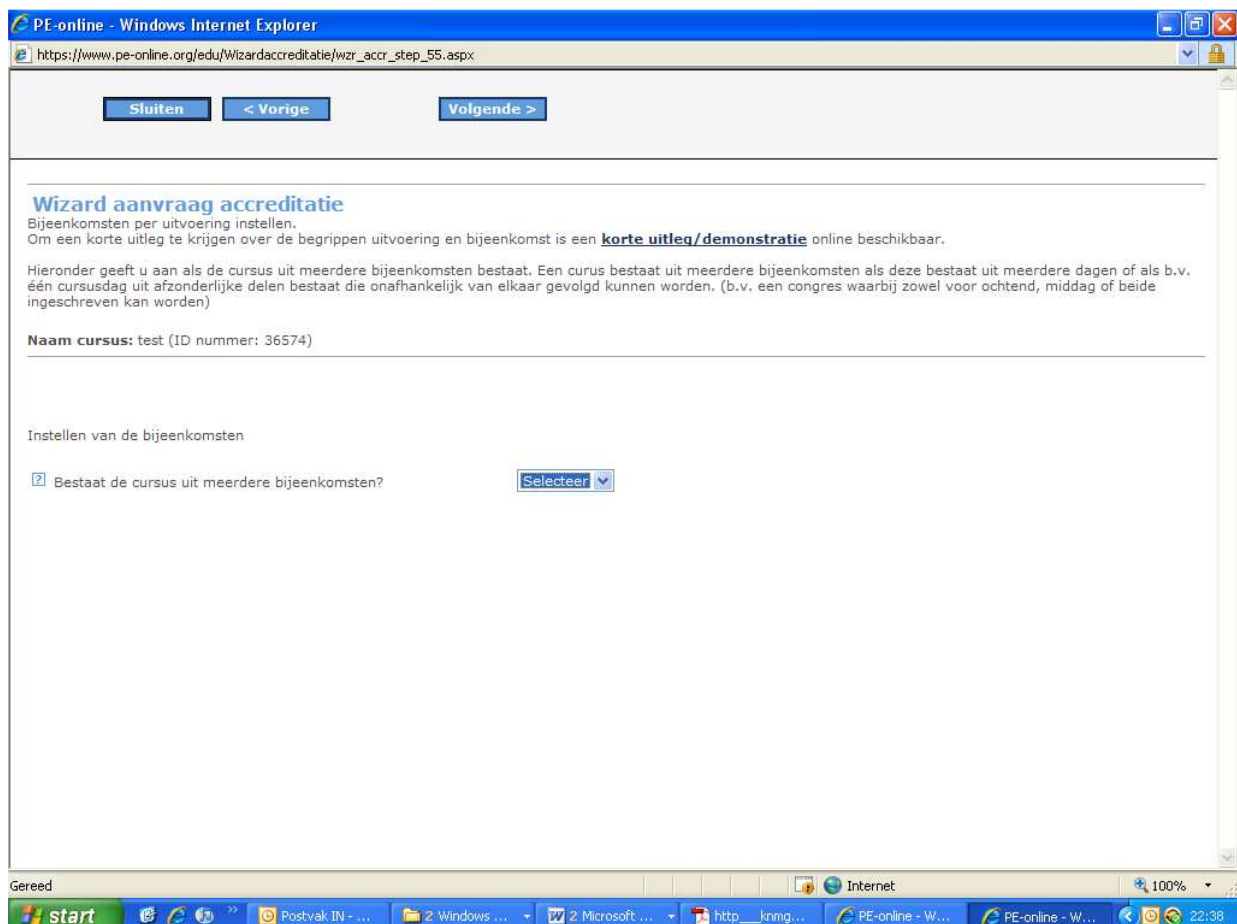 PE-online - Windows Internet Explorer
https://www.pe-online.org/edu/Wizardaccreditatie/wzr_accr_step_55.aspx
Sluiten < Vorige Volgende >
Wizard aanvraag accreditatie
Bijeenkomsten per uitvoering instellen.
Om een korte uitleg te krijgen over de begrippen uitvoering en bijeenkomst is een korte uitleg/demonstratie online beschikbaar.
Hieronder geeft u aan als de cursus uit meerdere bijeenkomsten bestaat. Een curus bestaat uit meerdere bijeenkomsten als deze bestaat uit meerdere dagen of als b.v.
één cursusdag uit afzonderlijke delen bestaat die onafhankelijk van elkaar gevolgd kunnen worden. (b.v. een congres waarbij zowel voor ochtend, middag of beide
ingeschreven kan worden)
Naam cursus: test (ID nummer: 36574)
Instellen van de bijeenkomsten
? Bestaat de cursus uit meerdere bijeenkomsten? Selecteer
Gereed Internet 100%
start » Postvak IN - ... 2 Windows ... 2 Microsoft ... http___knmg... PE-online - W... PE-online - W... 22:38